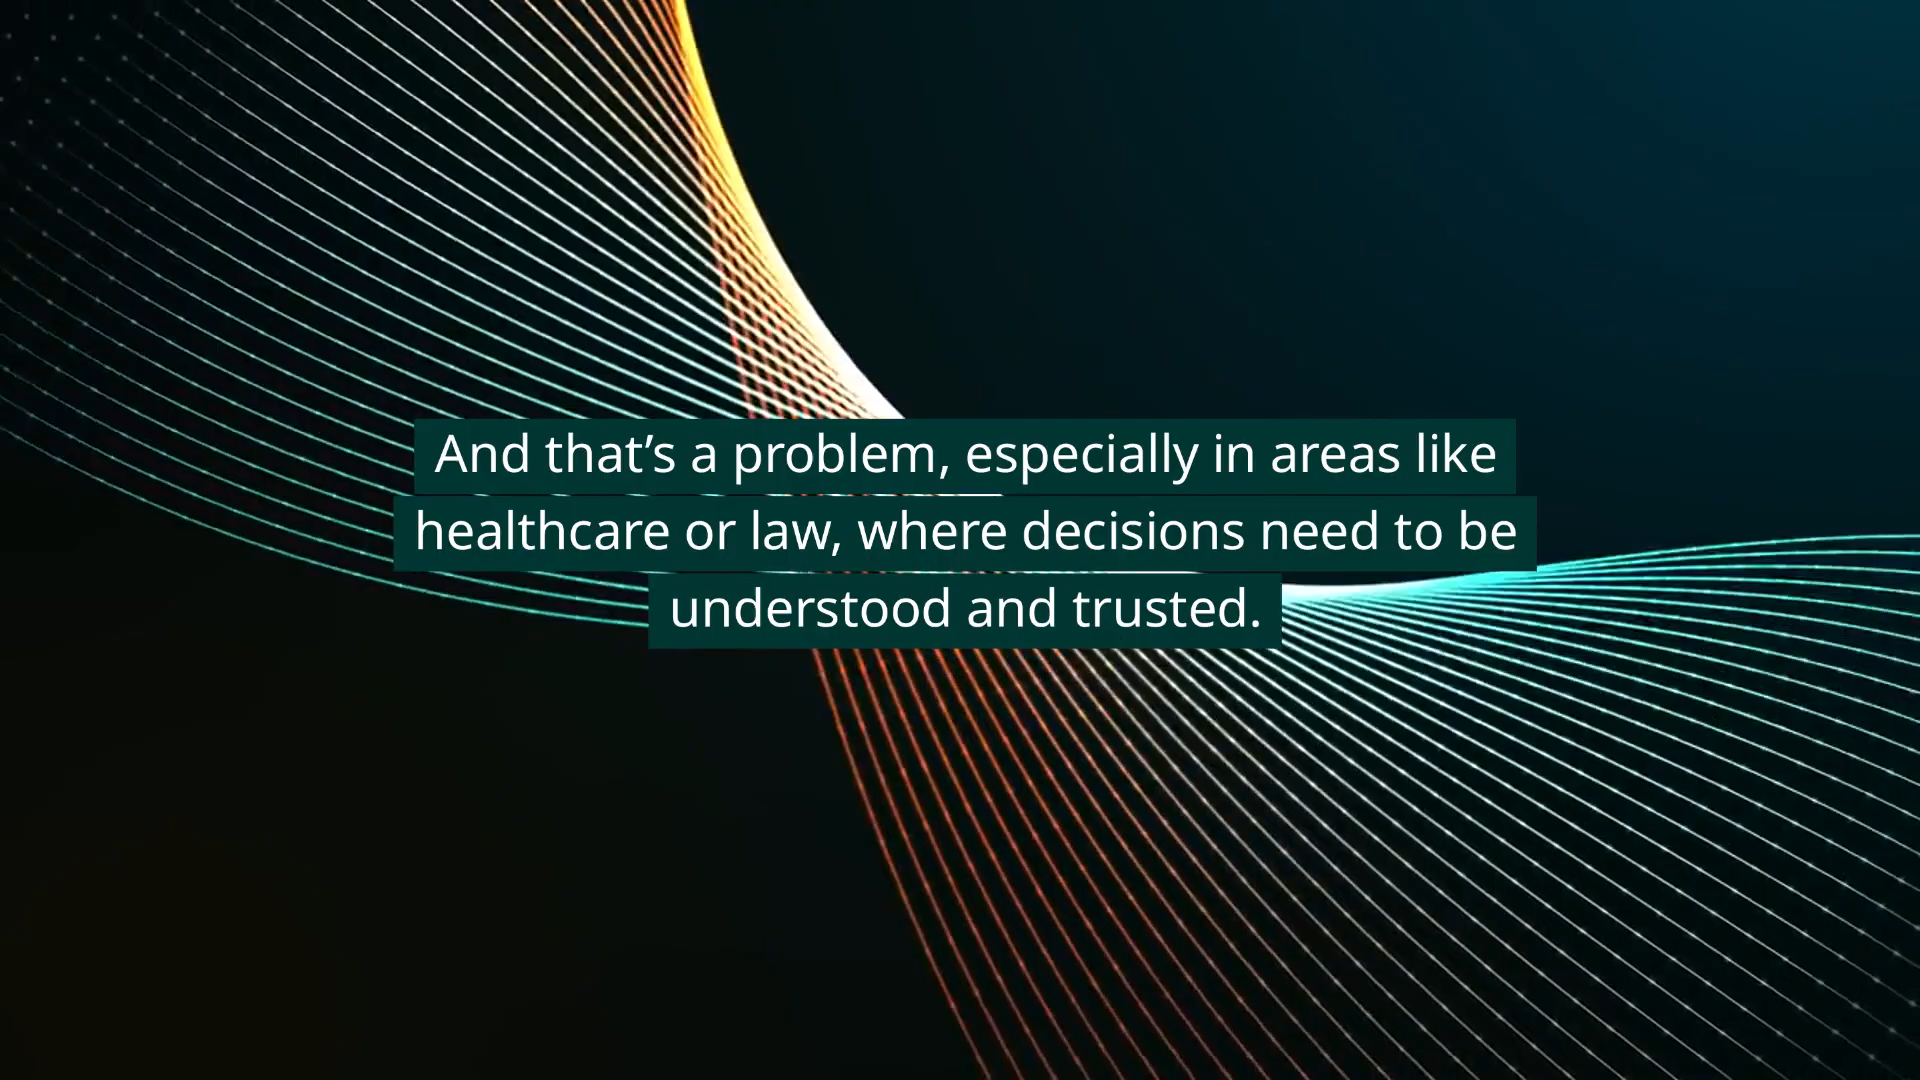 And that’s a problem, especially in areas like
healthcare or law, where decisions need to be
understood and trusted.